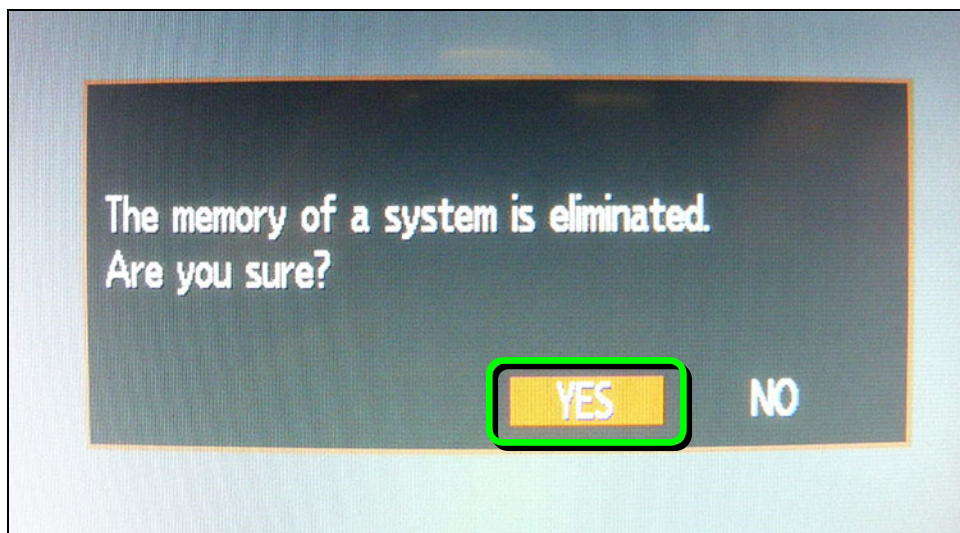 The memory of a system is eliminated.
Are you sure?
YES NO